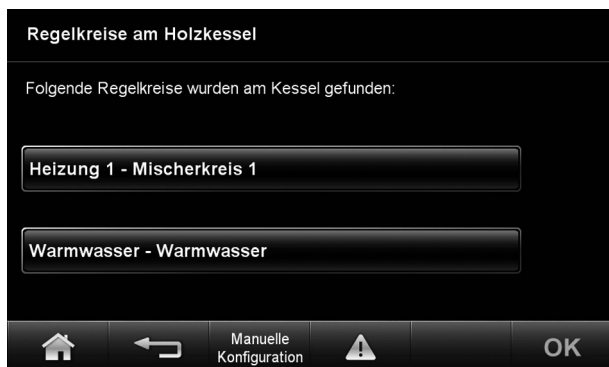 Regelkreise am Holzkessel
Folgende Regelkreise wurden am Kessel gefunden:
Heizung 1 - Mischerkreis 1
Warmwasser - Warmwasser
Manuelle
Konfiguration
OK